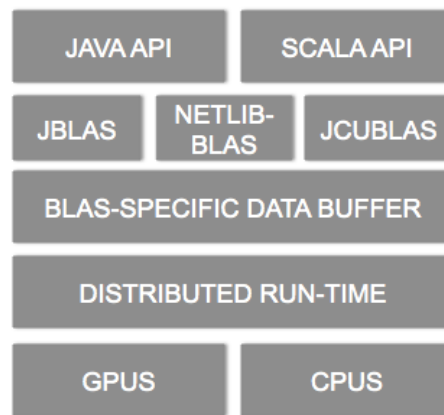 JAVA API
SCALA API
JBLAS
NETLIB-
BLAS
JCUBLAS
BLAS-SPECIFIC DATA BUFFER
DISTRIBUTED RUN-TIME
GPUS
CPUS